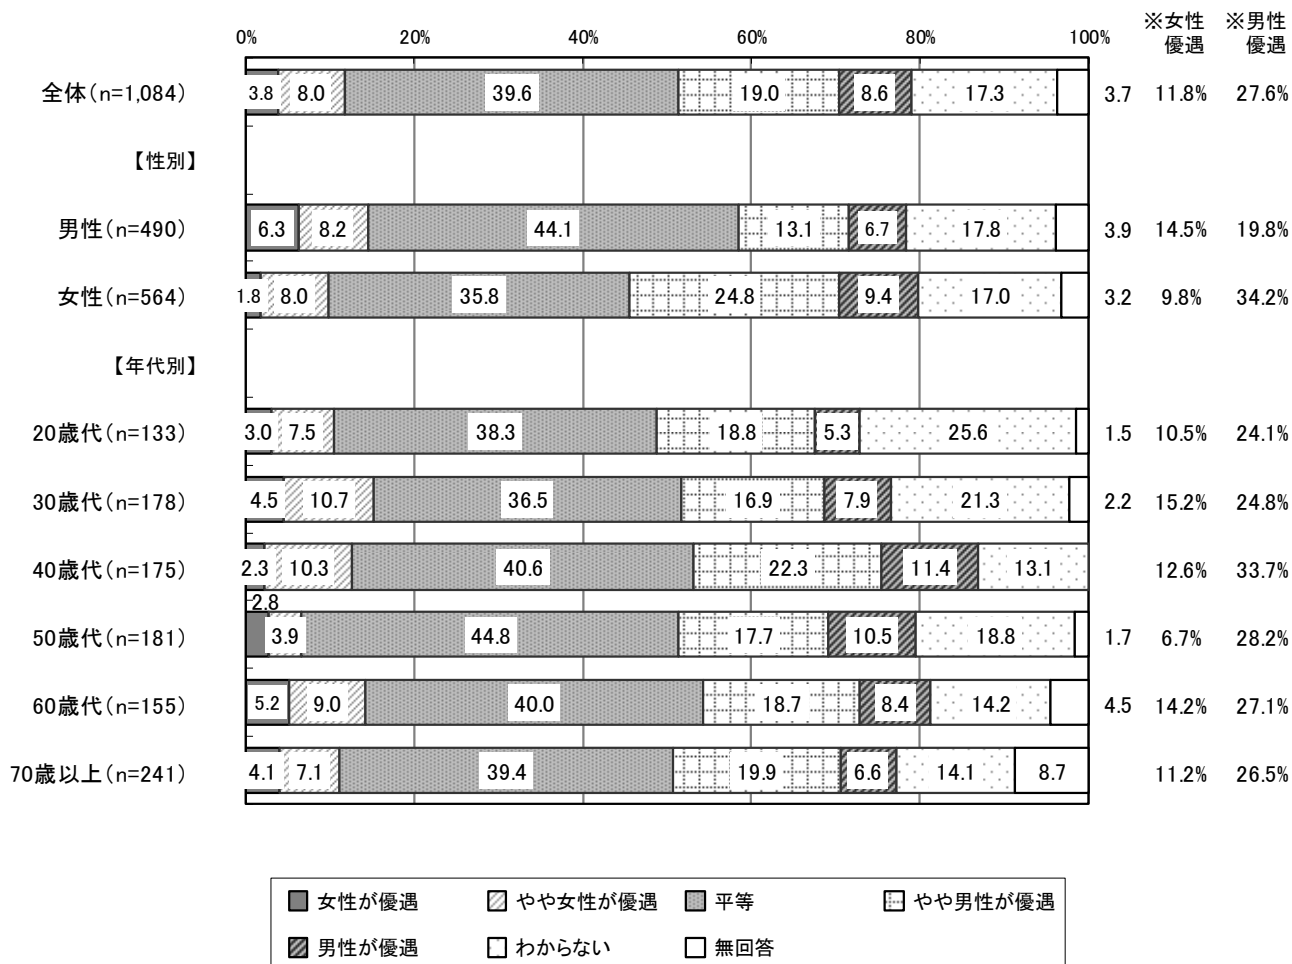 0% 20% 40% 60% 80% 100% ※女性優遇 ※男性優遇
全体(n=1,084) 3.8 8.0 39.6 19.0 8.6 17.3 3.7 11.8% 27.6%
【性別】
男性(n=490) 6.3 8.2 44.1 13.1 6.7 17.8 3.9 14.5% 19.8%
女性(n=564) 1.8 8.0 35.8 24.8 9.4 17.0 3.2 9.8% 34.2%
【年代別】
20歳代(n=133) 3.0 7.5 38.3 18.8 5.3 25.6 1.5 10.5% 24.1%
30歳代(n=178) 4.5 10.7 36.5 16.9 7.9 21.3 2.2 15.2% 24.8%
40歳代(n=175) 2.3 10.3 40.6 22.3 11.4 13.1 12.6% 33.7%
2.8
50歳代(n=181) 3.9 44.8 17.7 10.5 18.8 1.7 6.7% 28.2%
60歳代(n=155) 5.2 9.0 40.0 18.7 8.4 14.2 4.5 14.2% 27.1%
70歳以上(n=241) 4.1 7.1 39.4 19.9 6.6 14.1 8.7 11.2% 26.5%
女性が優遇 やや女性が優遇 平等 やや男性が優遇
男性が優遇 わからない 無回答